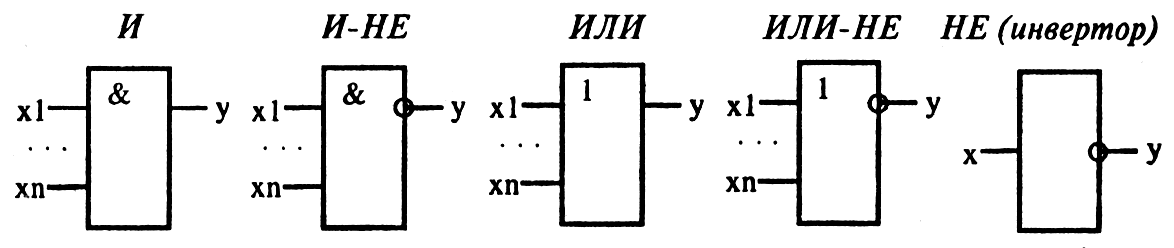 И И-НЕ ИЛИ ИЛИ-НЕ НЕ (инвертор)
& & 1 1
x1 y x1 y x1 y x1 y
... ... ... ... x y
xn xn xn xn